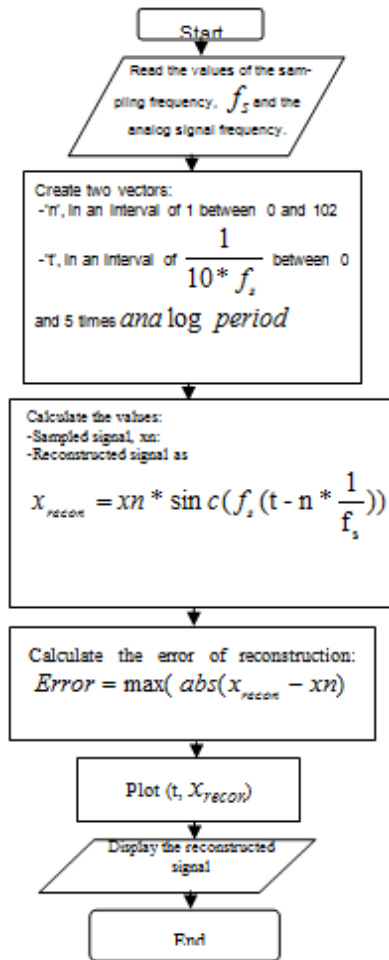 Start
Read the values of the sam-
pling frequency, f_s and the
analog signal frequency.
Create two vectors:
-'n', in an interval of 1 between 0 and 102
-'t', in an interval of 1 / (10* f_s) between 0
and 5 times ana log period
Calculate the values:
-Sampled signal, xn:
-Reconstructed signal as
x_recon = xn * sin c(f_s (t - n * 1/f_s))
Calculate the error of reconstruction:
Error = max( abs(x_recon − xn)
Plot (t, x_recon)
Display the reconstructed
signal
End